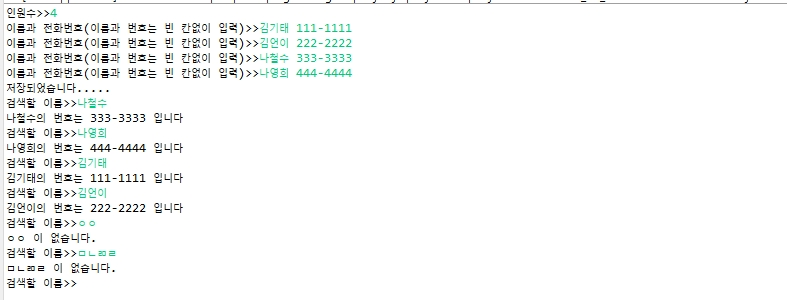 인원수>>4
이름과 전화번호(이름과 번호는 빈 칸없이 입력)>>김기태 111-1111
이름과 전화번호(이름과 번호는 빈 칸없이 입력)>>김언이 222-2222
이름과 전화번호(이름과 번호는 빈 칸없이 입력)>>나철수 333-3333
이름과 전화번호(이름과 번호는 빈 칸없이 입력)>>나영희 444-4444
저장되었습니다.....
검색할 이름>>나철수
나철수의 번호는 333-3333 입니다
검색할 이름>>나영희
나영희의 번호는 444-4444 입니다
검색할 이름>>김기태
김기태의 번호는 111-1111 입니다
검색할 이름>>김언이
김언이의 번호는 222-2222 입니다
검색할 이름>>ㅇㅇ
ㅇㅇ 이 없습니다.
검색할 이름>>ㅁㄴㄻㄹ
ㅁㄴㄻㄹ 이 없습니다.
검색할 이름>>